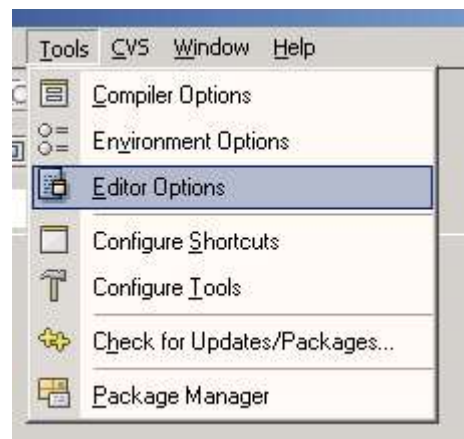 Tools CVS Window Help
Compiler Options
Environment Options
Editor Options
Configure Shortcuts
Configure Tools
Check for Updates/Packages...
Package Manager